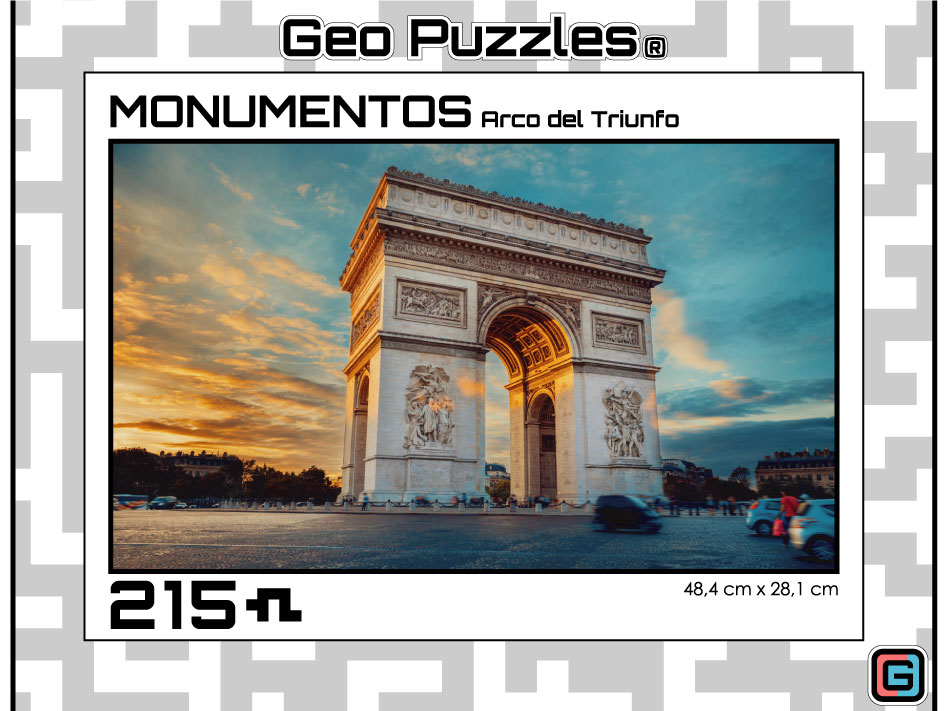 Geo Puzzles®
MONUMENTOS Arco del Triunfo
215
48,4 cm x 28,1 cm
G